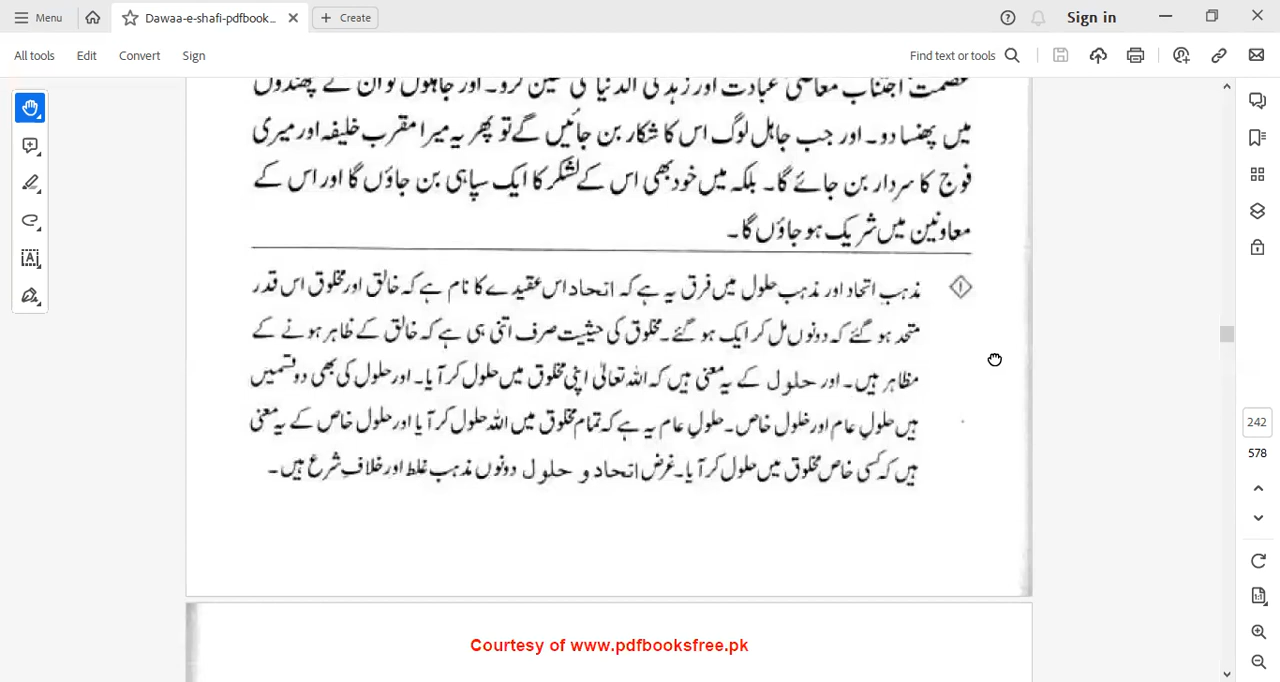 Menu
Dawaa-e-shafi-pdfbook...
Create
Sign in
All tools Edit Convert Sign
Find text or tools
عصمت اجتناب معاصی عبادت اور زہد فی الدنیا کی تلقین کرو۔ اور جاہلوں کو ان کے پھندوں
میں پھنسا دو۔ اور جب جاہل لوگ اس کا شکار بن جائیں گے تو پھر یہ میرا مقرب خلیفہ اور میری
فوج کا سردار بن جائے گا۔ بلکہ میں خود بھی اس کے لشکر کا ایک سپاہی بن جاؤں گا اور اس کے
معاونین میں شریک ہو جاؤں گا۔
① مذہب اتحاد اور مذہب حلول میں فرق یہ ہے کہ اتحاد اس عقیدے کا نام ہے کہ خالق اور مخلوق اس قدر
متحد ہو گئے کہ دونوں مل کر ایک ہو گئے۔ مخلوق کی حیثیت صرف اتنی ہی ہے کہ خالق کے ظاہر ہونے کے
مظاہر ہیں۔ اور حلول کے یہ معنی ہیں کہ اللہ تعالیٰ اپنی مخلوق میں حلول کر آیا۔ اور حلول کی بھی دو قسمیں
ہیں حلولِ عام اور حلول خاص۔ حلولِ عام یہ ہے کہ تمام مخلوق میں اللہ حلول کر آیا اور حلول خاص کے یہ معنی
ہیں کہ کسی خاص مخلوق میں حلول کر آیا۔ غرض اتحاد و حلول دونوں مذہب غلط اور خلافِ شرع ہیں۔
242
578
Courtesy of www.pdfbooksfree.pk